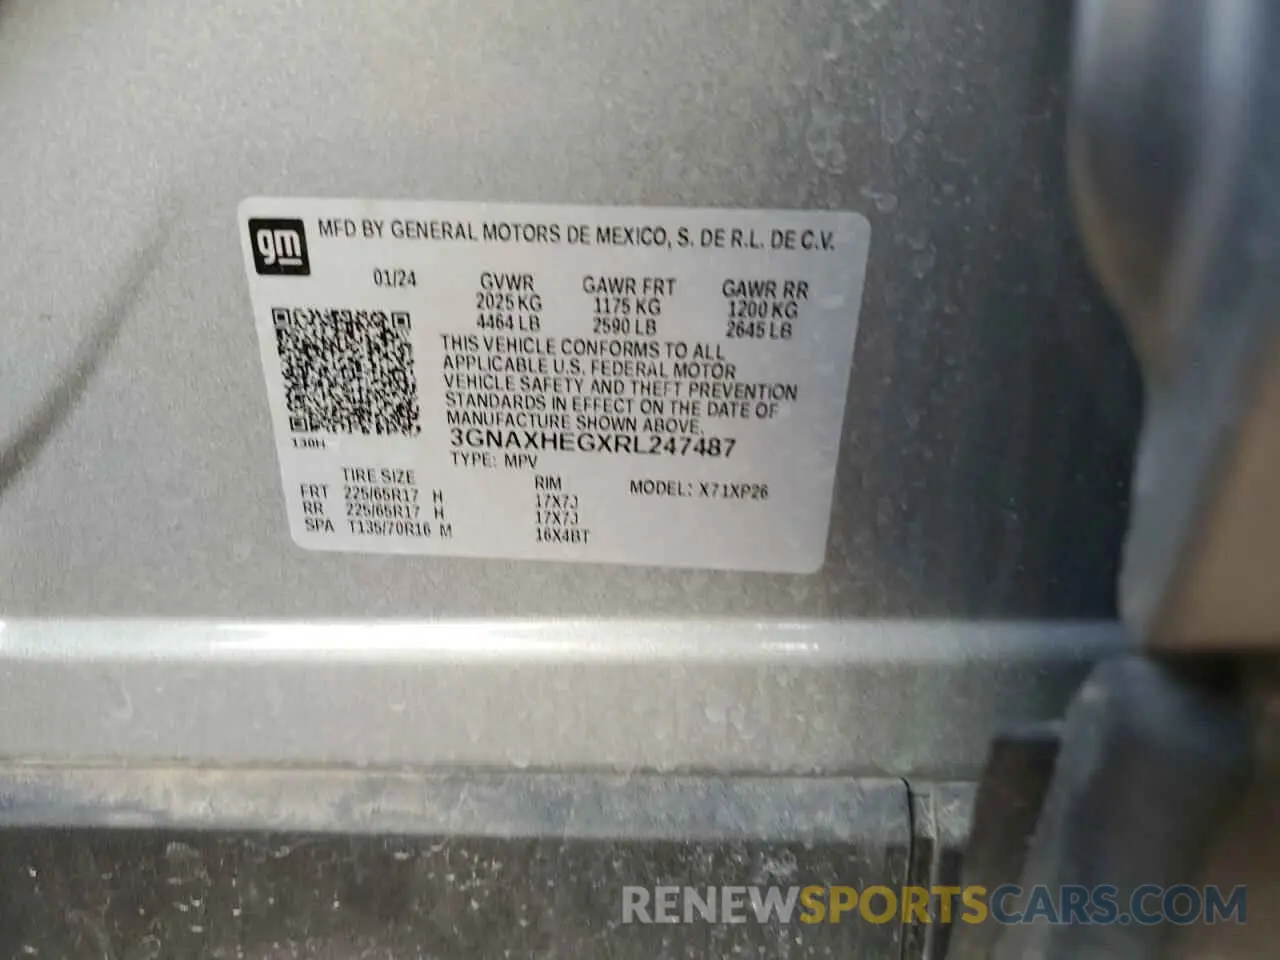 gm MFD BY GENERAL MOTORS DE MEXICO, S. DE R.L. DE C.V.
01/24 GVWR GAWR FRT GAWR RR
2025 KG 1175 KG 1200 KG
4464 LB 2590 LB 2645 LB
THIS VEHICLE CONFORMS TO ALL
APPLICABLE U.S. FEDERAL MOTOR
VEHICLE SAFETY AND THEFT PREVENTION
STANDARDS IN EFFECT ON THE DATE OF
MANUFACTURE SHOWN ABOVE.
130H 3GNAXHEGXRL247487
TYPE: MPV
TIRE SIZE RIM MODEL: X71XP26
FRT 225/65R17 H 17X7J
RR 225/65R17 H 17X7J
SPA T135/70R16 M 16X4BT
RENEWSPORTSCARS.COM